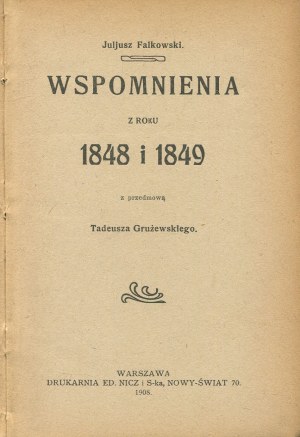 Juljusz Falkowski.
WSPOMNIENIA
Z ROKU
1848 i 1849
z przedmową
Tadeusza Grużewskiego.
WARSZAWA
DRUKARNIA ED. NICZ i S-ka, NOWY-ŚWIAT 70.
1908.